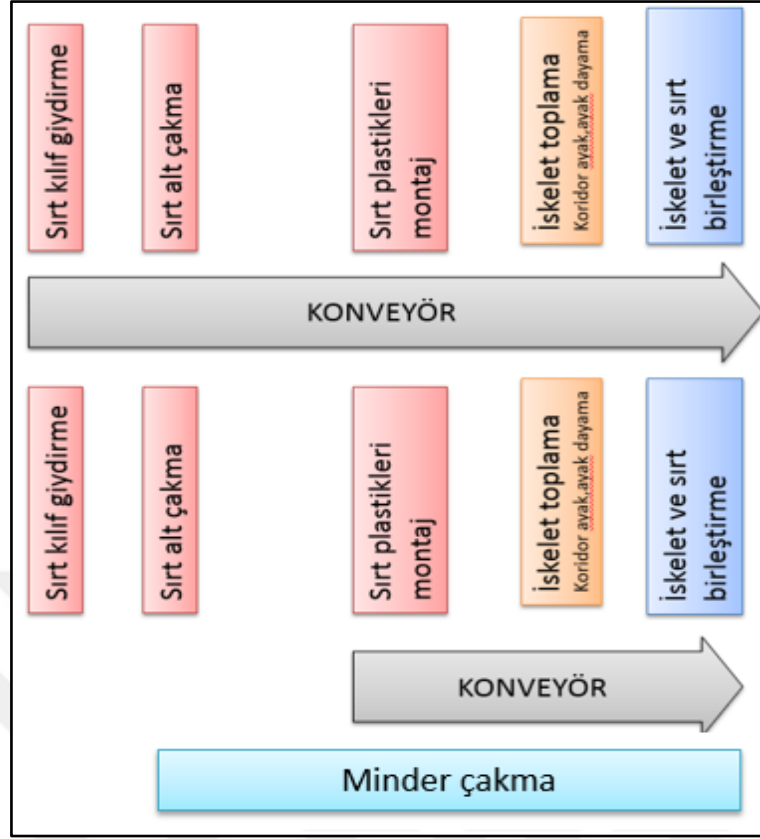 Sırt kılıf giydirme
Sırt alt çakma
Sırt plastikleri
montaj
İskelet toplama
Koridor ayak,ayak dayama
İskelet ve sırt
birleştirme
KONVEYÖR
Sırt kılıf giydirme
Sırt alt çakma
Sırt plastikleri
montaj
İskelet toplama
Koridor ayak,ayak dayama
İskelet ve sırt
birleştirme
KONVEYÖR
Minder çakma